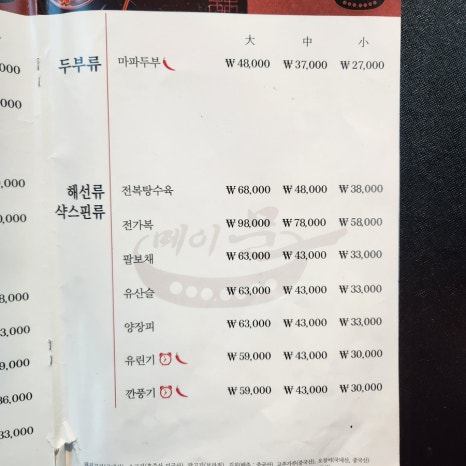 大 中 小
두부류 마파두부 ₩ 48,000 ₩ 37,000 ₩ 27,000
해선류
샥스핀류
전복탕수육 ₩ 68,000 ₩ 48,000 ₩ 38,000
전가복 ₩ 98,000 ₩ 78,000 ₩ 58,000
메이
팔보채 ₩ 63,000 ₩ 43,000 ₩ 33,000
유산슬 ₩ 63,000 ₩ 43,000 ₩ 33,000
양장피 ₩ 63,000 ₩ 43,000 ₩ 33,000
유린기 ₩ 59,000 ₩ 43,000 ₩ 30,000
깐풍기 ₩ 59,000 ₩ 43,000 ₩ 30,000